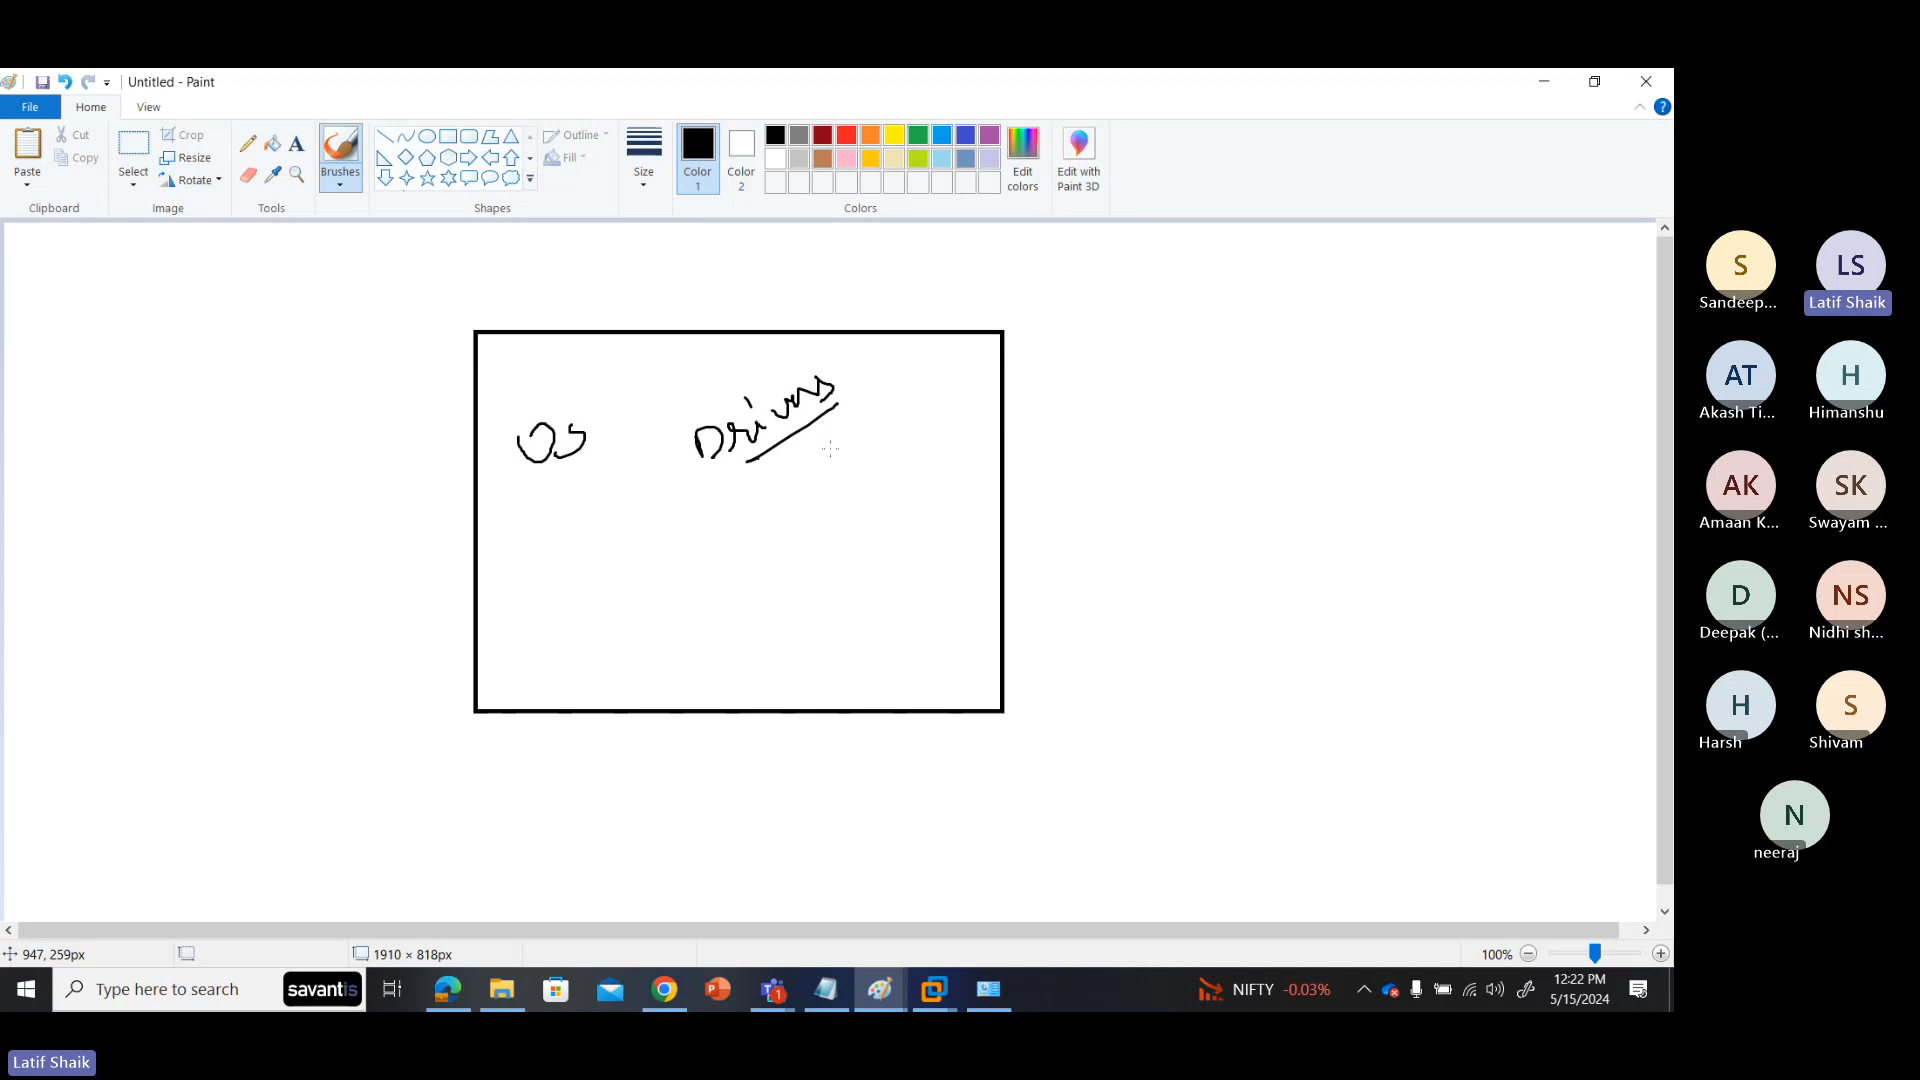 Untitled - Paint
File
Home
View
Paste
Cut
Copy
Clipboard
Select
Crop
Resize
Rotate
Image
A
Tools
Brushes
Shapes
Outline
Fill
Size
Color
1
Color
2
Edit
colors
Colors
Edit with
Paint 3D
?
OS
Drivers
947, 259px
1910 × 818px
100%
Type here to search
savantis
NIFTY -0.03%
12:22 PM
5/15/2024
1
S
Sandeep...
LS
Latif Shaik
AT
Akash Ti...
H
Himanshu
AK
Amaan K...
SK
Swayam ...
D
Deepak (...
NS
Nidhi sh...
H
Harsh
S
Shivam
N
neeraj
Latif Shaik